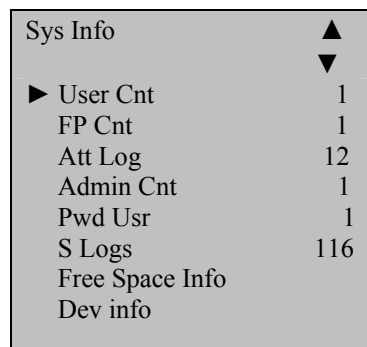 Sys Info ▲
▼
► User Cnt 1
FP Cnt 1
Att Log 12
Admin Cnt 1
Pwd Usr 1
S Logs 116
Free Space Info
Dev info